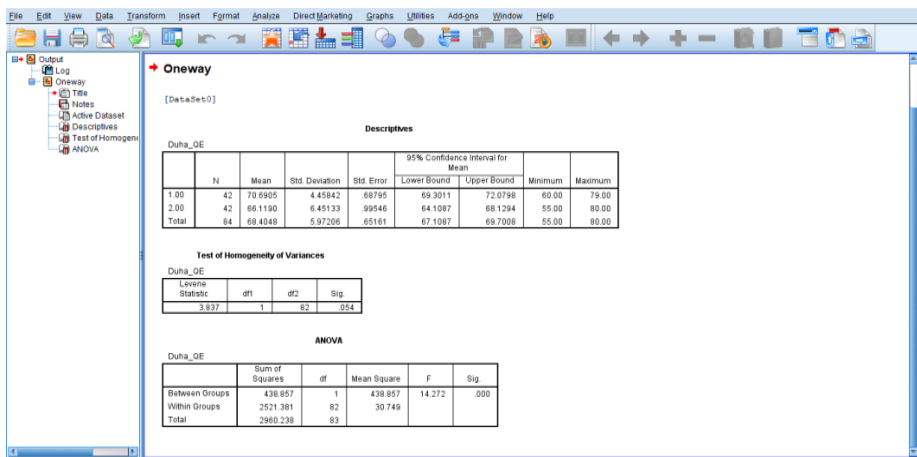 File Edit View Data Transform Insert Format Analyze Direct Marketing Graphs Utilities Add-ons Window Help
Output
Log
Oneway
Title
Notes
Active Dataset
Descriptives
Test of Homogen
ANOVA
Oneway
[DataSet0]
Descriptives
Duha_QE
95% Confidence Interval for
Mean
N Mean Std. Deviation Std. Error Lower Bound Upper Bound Minimum Maximum
1.00 42 70.6905 4.45842 .68795 69.3011 72.0798 60.00 79.00
2.00 42 66.1190 6.45133 .99546 64.1087 68.1294 55.00 80.00
Total 84 68.4048 5.97206 .65161 67.1087 69.7008 55.00 80.00
Test of Homogeneity of Variances
Duha_QE
Levene
Statistic df1 df2 Sig.
3.837 1 82 .054
ANOVA
Duha_QE
Sum of
Squares df Mean Square F Sig.
Between Groups 438.857 1 438.857 14.272 .000
Within Groups 2521.381 82 30.749
Total 2960.238 83